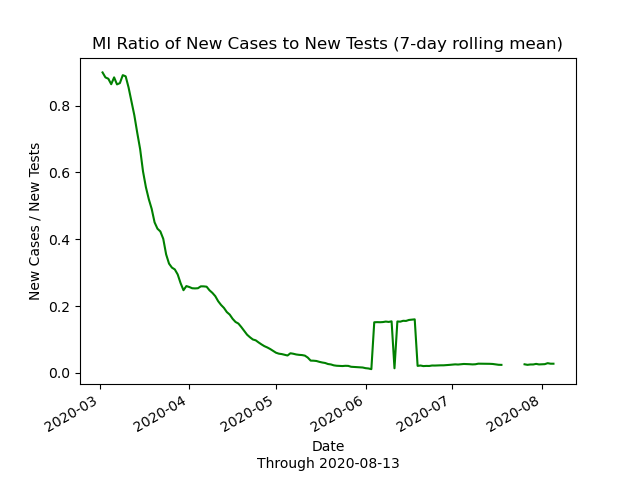 MI Ratio of New Cases to New Tests (7-day rolling mean)
New Cases / New Tests
0.8
0.6
0.4
0.2
0.0
2020-03
2020-04
2020-05
2020-06
2020-07
2020-08
Date
Through 2020-08-13